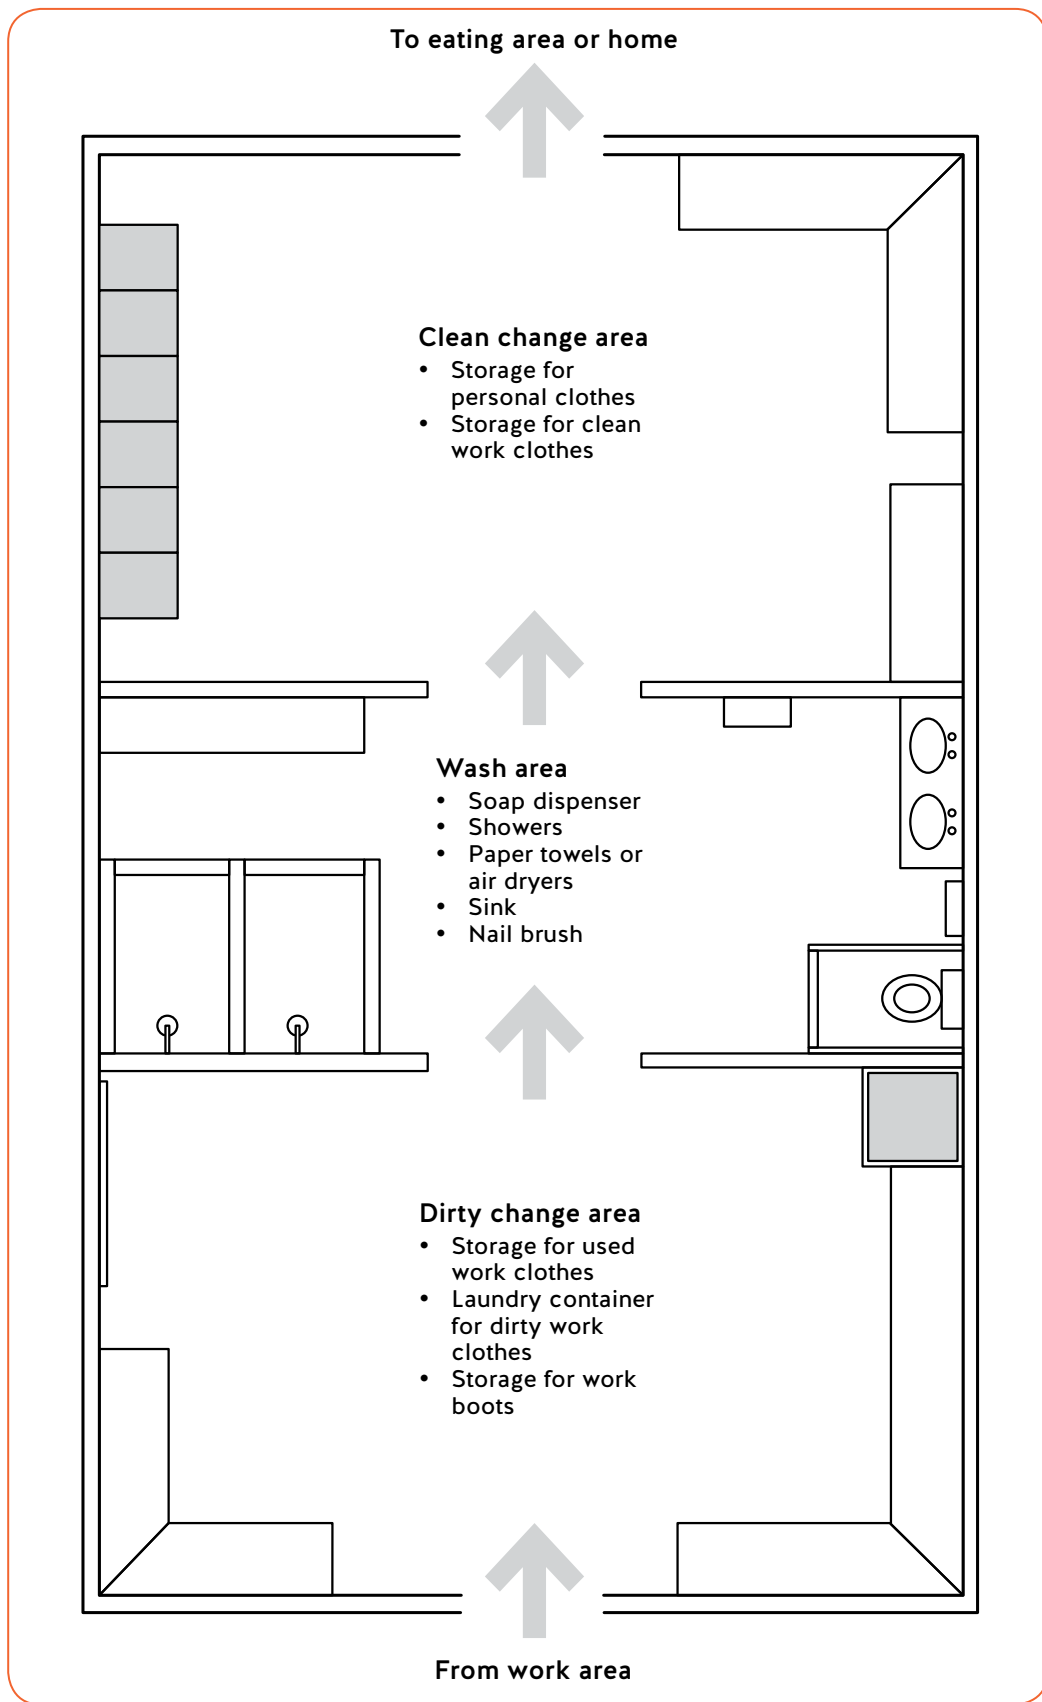 To eating area or home
Clean change area
• Storage for
personal clothes
• Storage for clean
work clothes
Wash area
• Soap dispenser
• Showers
• Paper towels or
air dryers
• Sink
• Nail brush
Dirty change area
• Storage for used
work clothes
• Laundry container
for dirty work
clothes
• Storage for work
boots
From work area